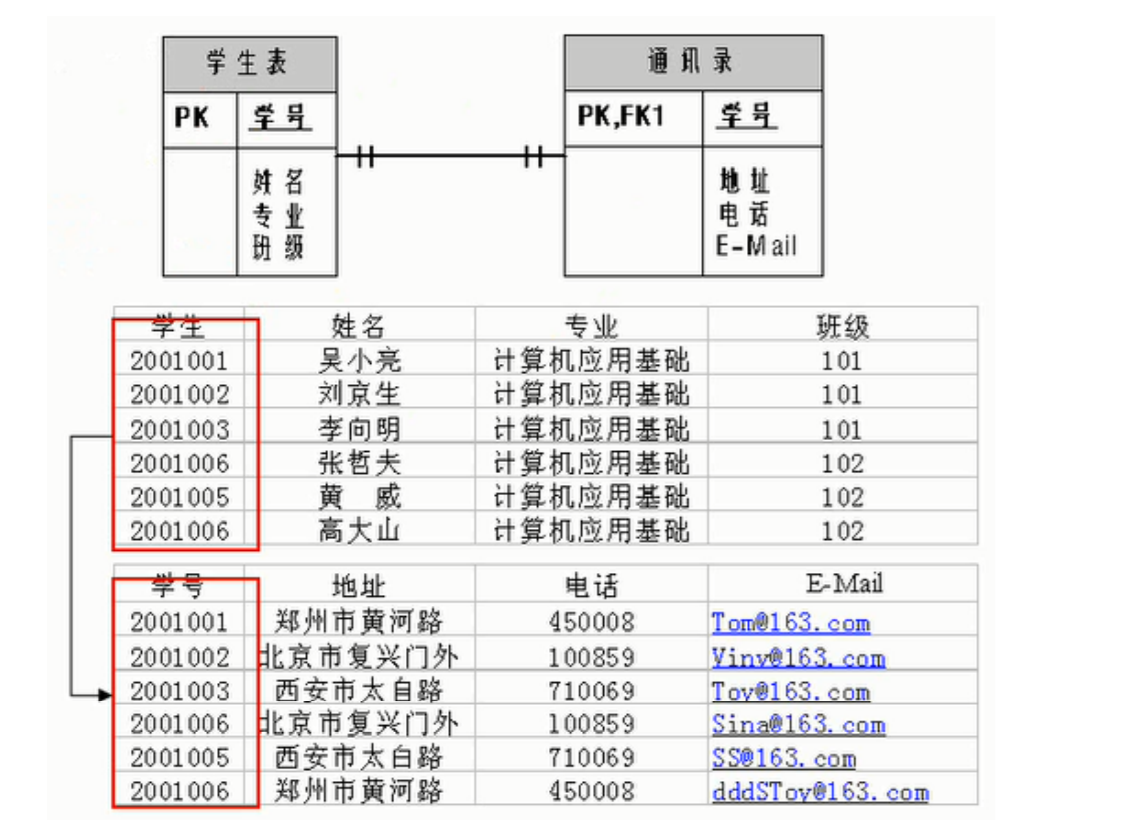 学生表 通讯录
PK 学号 PK,FK1 学号
姓名 地址
专业 电话
班级 E-Mail
学生 姓名 专业 班级
2001001 吴小亮 计算机应用基础 101
2001002 刘京生 计算机应用基础 101
2001003 李向明 计算机应用基础 101
2001006 张哲夫 计算机应用基础 102
2001005 黄 威 计算机应用基础 102
2001006 高大山 计算机应用基础 102
学号 地址 电话 E-Mail
2001001 郑州市黄河路 450008 Tom@163.com
2001002 北京市复兴门外 100859 Viny@163.com
2001003 西安市太白路 710069 Toy@163.com
2001006 北京市复兴门外 100859 Sina@163.com
2001005 西安市太白路 710069 SS@163.com
2001006 郑州市黄河路 450008 dddSToy@163.com